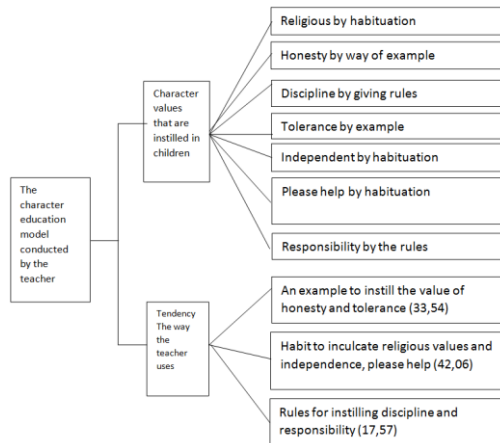 The
character
education
model
conducted
by the
teacher
Character
values
that are
instilled in
children
Religious by habituation
Honesty by way of example
Discipline by giving rules
Tolerance by example
Independent by habituation
Please help by habituation
Responsibility by the rules
Tendency
The way
the
teacher
uses
An example to instill the value of
honesty and tolerance (33,54)
Habit to inculcate religious values and
independence, please help (42,06)
Rules for instilling discipline and
responsibility (17,57)